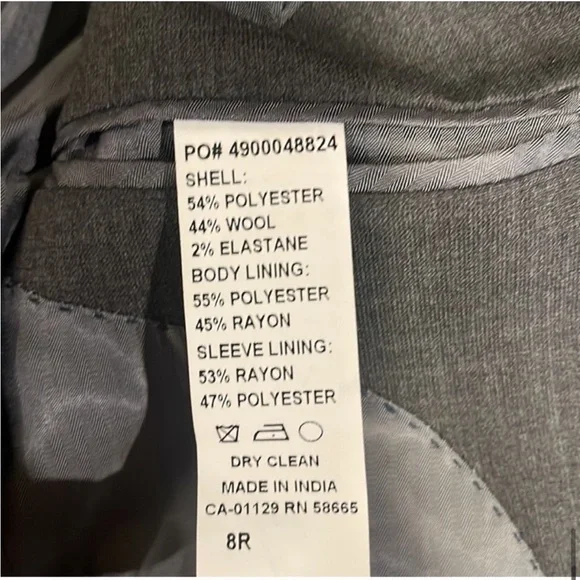 PO# 4900048824
SHELL:
54% POLYESTER
44% WOOL
2% ELASTANE
BODY LINING:
55% POLYESTER
45% RAYON
SLEEVE LINING:
53% RAYON
47% POLYESTER
DRY CLEAN
MADE IN INDIA
CA-01129 RN 58665
8R